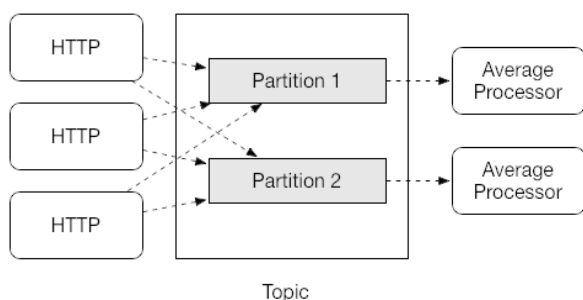 HTTP
HTTP
HTTP
Partition 1
Partition 2
Average
Processor
Average
Processor
Topic